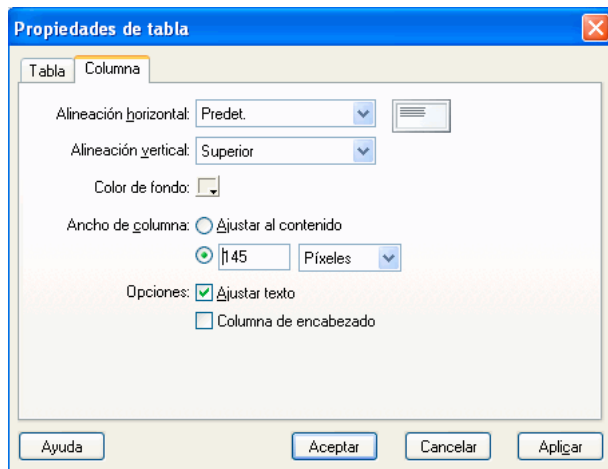 Propiedades de tabla
Tabla Columna
Alineación horizontal: Predet.
Alineación vertical: Superior
Color de fondo:
Ancho de columna: Ajustar al contenido
145 Píxeles
Opciones: Ajustar texto
Columna de encabezado
Ayuda Aceptar Cancelar Aplicar